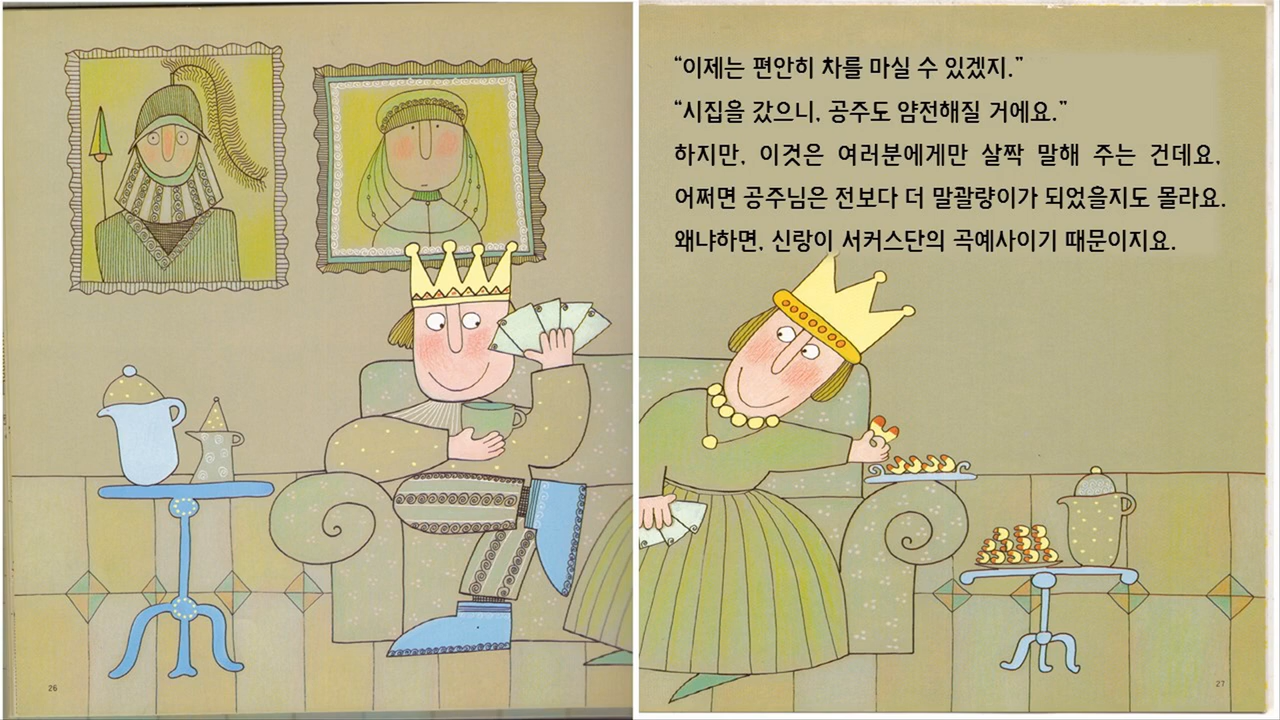 “이제는 편안히 차를 마실 수 있겠지.”
“시집을 갔으니, 공주도 얌전해질 거에요.”
하지만, 이것은 여러분에게만 살짝 말해 주는 건데요,
어쩌면 공주님은 전보다 더 말괄량이가 되었을지도 몰라요.
왜냐하면, 신랑이 서커스단의 곡예사이기 때문이지요.
26
27